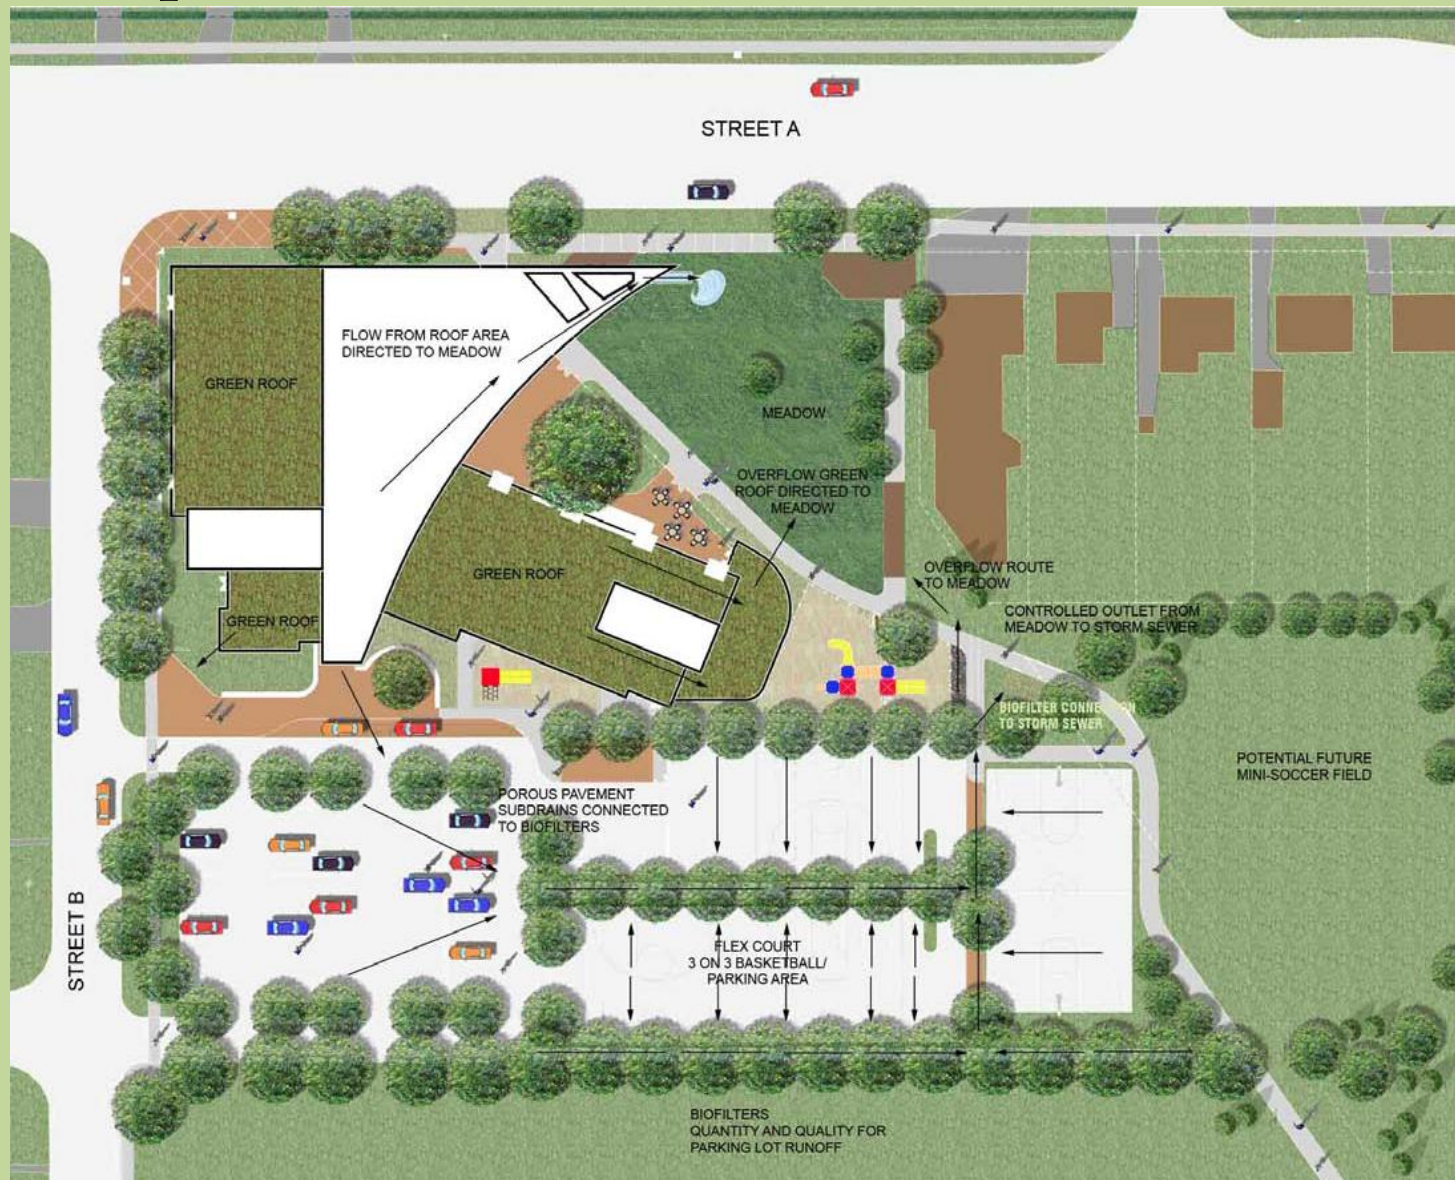 STREET A
FLOW FROM ROOF AREA
DIRECTED TO MEADOW
GREEN ROOF
MEADOW
OVERFLOW GREEN
ROOF DIRECTED TO
MEADOW
GREEN ROOF
OVERFLOW ROUTE
TO MEADOW
CONTROLLED OUTLET FROM
MEADOW TO STORM SEWER
GREEN ROOF
BIOFILTER CONNECTION
TO STORM SEWER
POTENTIAL FUTURE
MINI-SOCCER FIELD
POROUS PAVEMENT
SUBDRAINS CONNECTED
TO BIOFILTERS
STREET B
FLEX COURT
3 ON 3 BASKETBALL/
PARKING AREA
BIOFILTERS
QUANTITY AND QUALITY FOR
PARKING LOT RUNOFF